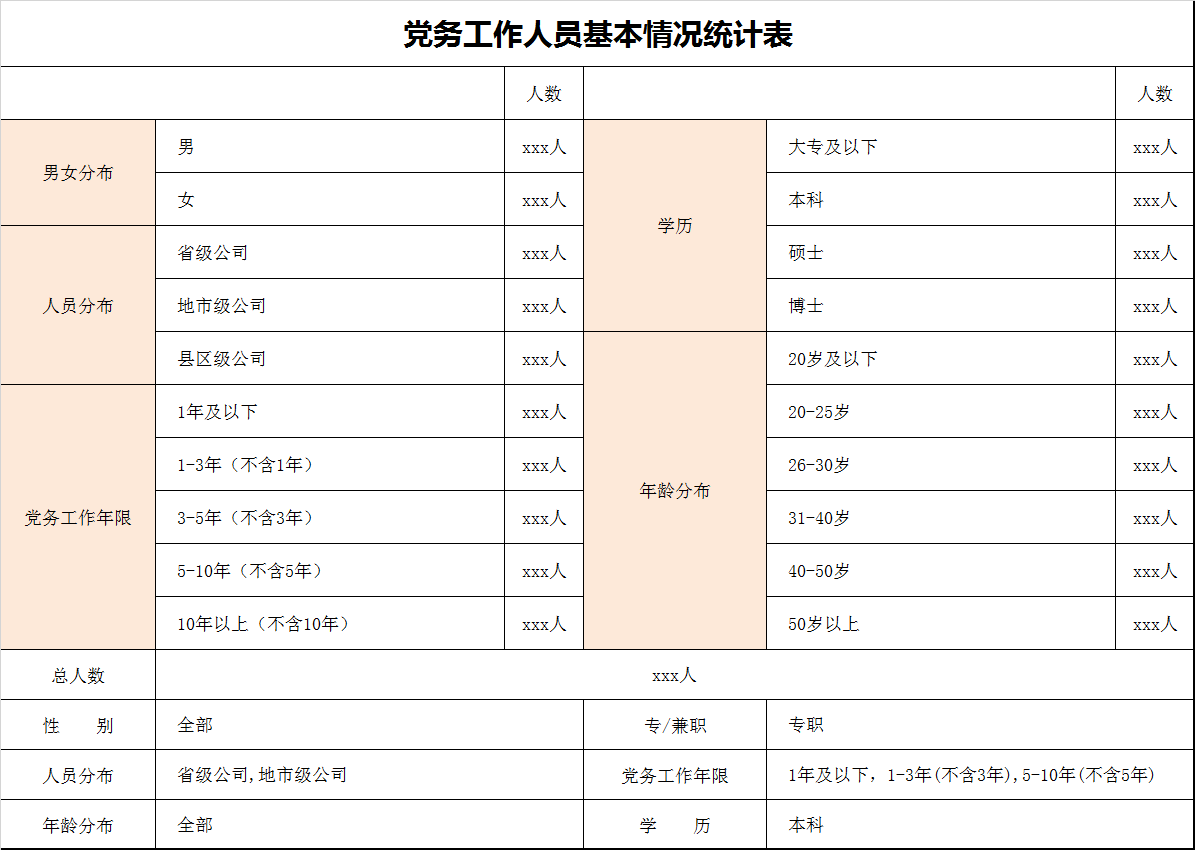 党务工作人员基本情况统计表
人数 人数
男女分布 男 xxx人 学历 大专及以下 xxx人
女 xxx人 本科 xxx人
人员分布 省级公司 xxx人 硕士 xxx人
地市级公司 xxx人 博士 xxx人
县区级公司 xxx人 年龄分布 20岁及以下 xxx人
党务工作年限 1年及以下 xxx人 20-25岁 xxx人
1-3年（不含1年） xxx人 26-30岁 xxx人
3-5年（不含3年） xxx人 31-40岁 xxx人
5-10年（不含5年） xxx人 40-50岁 xxx人
10年以上（不含10年） xxx人 50岁以上 xxx人
总人数 xxx人
性 别 全部 专/兼职 专职
人员分布 省级公司,地市级公司 党务工作年限 1年及以下，1-3年(不含3年),5-10年(不含5年)
年龄分布 全部 学 历 本科